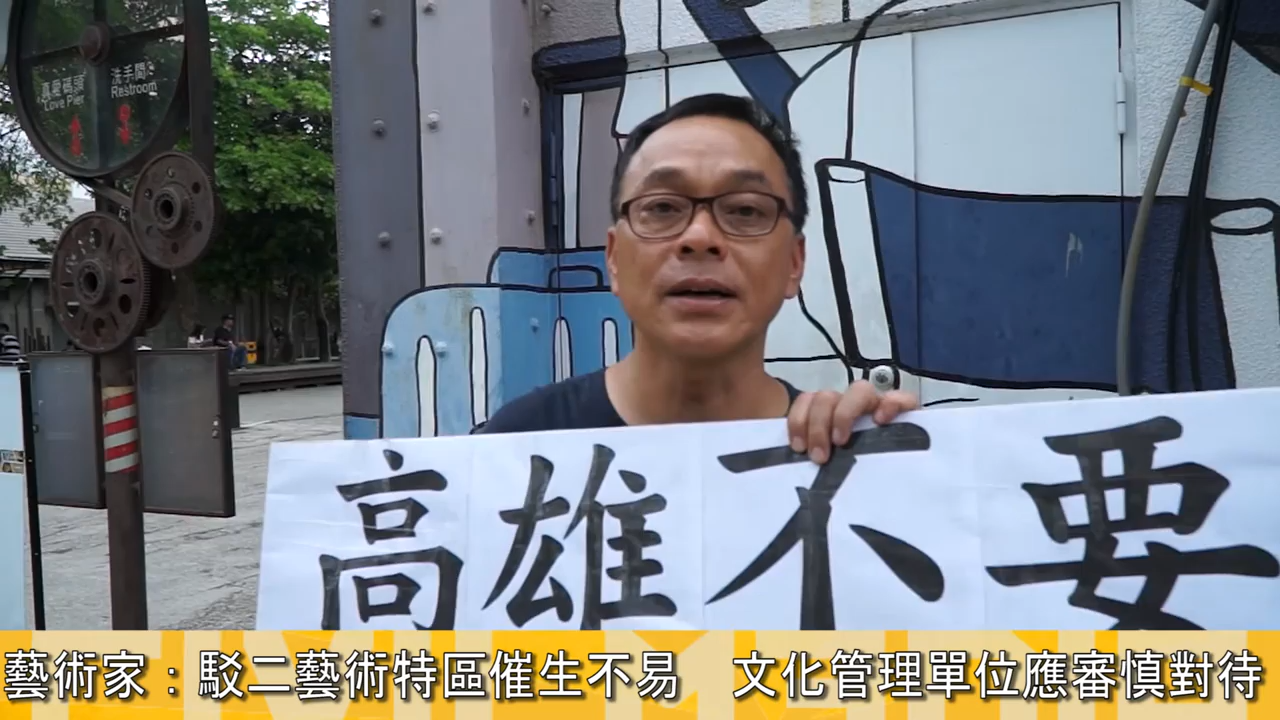 真愛碼頭
Love Pier
洗手間
Restroom
高雄不要
藝術家：駁二藝術特區催生不易 文化管理單位應審慎對待